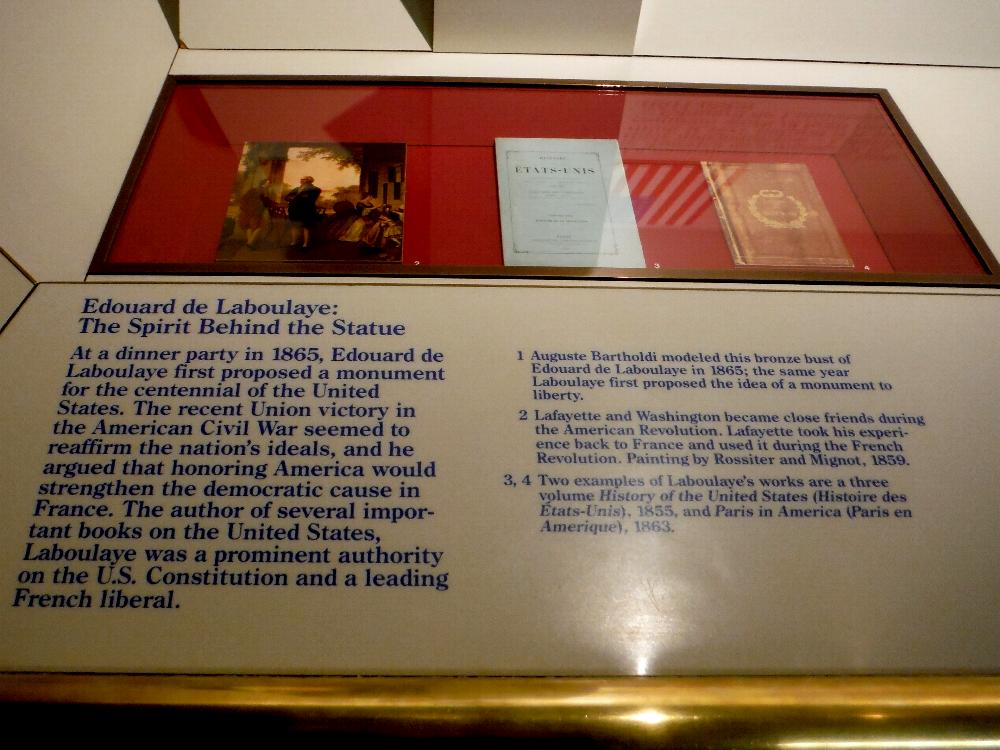 ÉTATS-UNIS
2
3
4
Edouard de Laboulaye:
The Spirit Behind the Statue
At a dinner party in 1865, Edouard de
Laboulaye first proposed a monument
for the centennial of the United
States. The recent Union victory in
the American Civil War seemed to
reaffirm the nation's ideals, and he
argued that honoring America would
strengthen the democratic cause in
France. The author of several impor-
tant books on the United States,
Laboulaye was a prominent authority
on the U.S. Constitution and a leading
French liberal.
1 Auguste Bartholdi modeled this bronze bust of
Edouard de Laboulaye in 1865; the same year
Laboulaye first proposed the idea of a monument to
liberty.
2 Lafayette and Washington became close friends during
the American Revolution. Lafayette took his experi-
ence back to France and used it during the French
Revolution. Painting by Rossiter and Mignot, 1859.
3, 4 Two examples of Laboulaye's works are a three
volume History of the United States (Histoire des
États-Unis), 1855, and Paris in America (Paris en
Amerique), 1863.